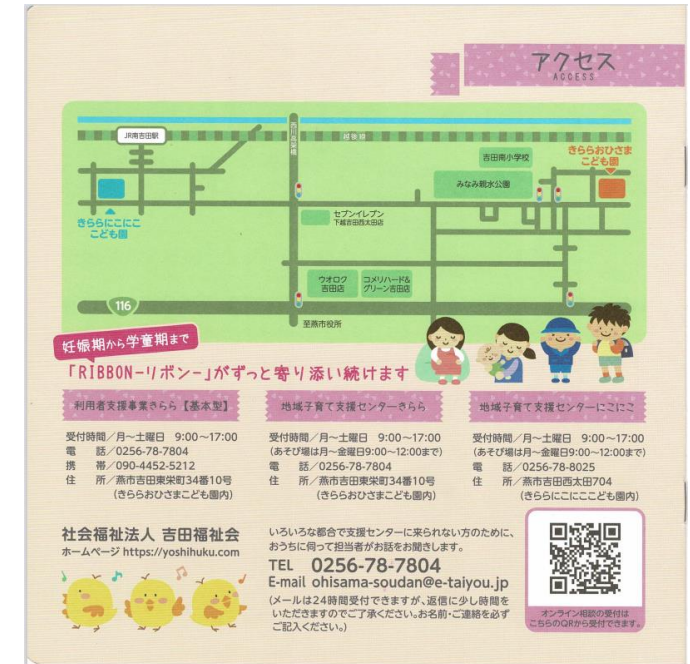 アクセス
ACCESS
JR南吉田駅
越後線
西川高架橋
吉田南小学校
みなみ親水公園
きららおひさま
こども園
きららにこにこ
こども園
セブンイレブン
下越吉田西太田店
ウオロク
吉田店
コメリハード&
グリーン吉田店
116
至燕市役所
妊娠期から学童期まで
「RIBBON-リボン-」がずっと寄り添い続けます
利用者支援事業きらら【基本型】
受付時間/月~土曜日 9:00~17:00
電 話/0256-78-7804
携 帯/090-4452-5212
住 所/燕市吉田東栄町34番10号
(きららおひさまこども園内)
地域子育て支援センターきらら
受付時間/月~土曜日 9:00~17:00
(あそび場は月~金曜日9:00~12:00まで)
電 話/0256-78-7804
住 所/燕市吉田東栄町34番10号
(きららおひさまこども園内)
地域子育て支援センターにこにこ
受付時間/月~土曜日 9:00~17:00
(あそび場は月~金曜日9:00~12:00まで)
電 話/0256-78-8025
住 所/燕市吉田西太田704
(きららにこにここども園内)
社会福祉法人 吉田福祉会
ホームページ https://yoshihuku.com
いろいろな都合で支援センターに来られない方のために、
おうちに伺って担当者がお話をお聞きします。
TEL 0256-78-7804
E-mail ohisama-soudan@e-taiyou.jp
(メールは24時間受付できますが、返信に少し時間を
いただきますのでご了承ください。お名前・ご連絡を必ず
ご記入ください。)
オンライン相談の受付は
こちらのQRから受付できます。